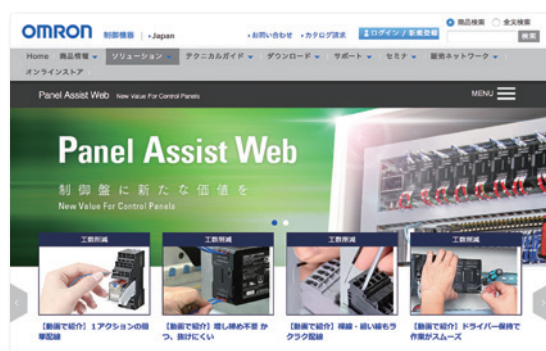 OMRON 制御機器 Japan
お問い合わせ カタログ請求 ログイン / 新規登録
商品検索 全文検索
検索
Home 商品情報 ソリューション テクニカルガイド ダウンロード サポート セミナ 販売ネットワーク
オンラインストア
Panel Assist Web New Value For Control Panels MENU
Panel Assist Web
制御盤に新たな価値を
New Value For Control Panels
工数削減
【動画で紹介】1アクションの簡単配線
工数削減
【動画で紹介】増し締め不要 かつ、抜けにくい
工数削減
【動画で紹介】裸線・細い線もラクラク配線
工数削減
【動画で紹介】ドライバー保持で作業がスムーズ